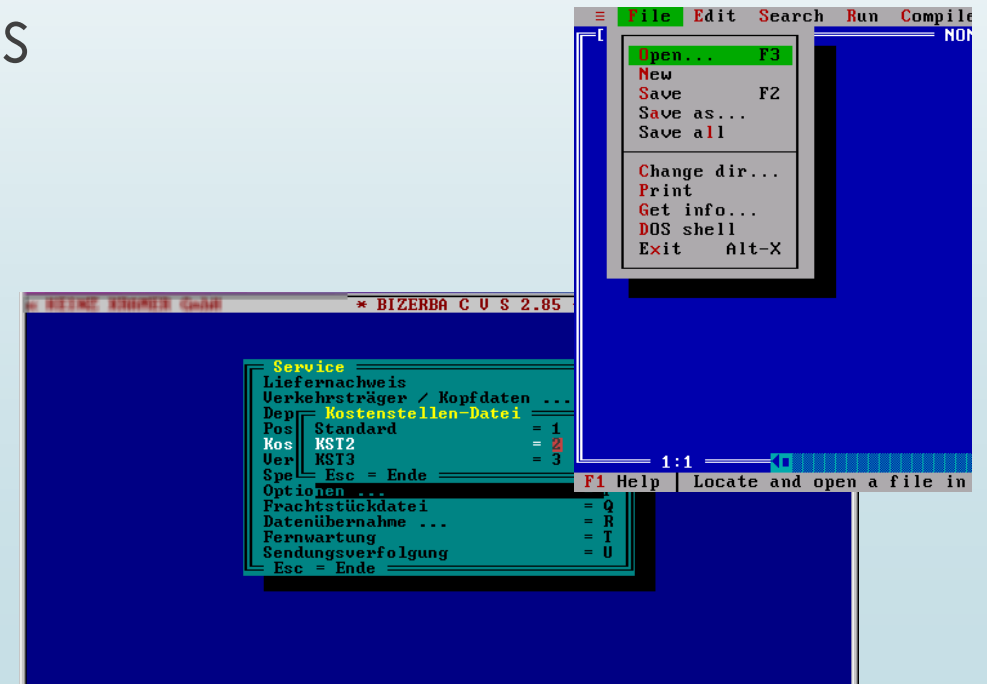 S
≡ File Edit Search Run Compile
[ NON
Open... F3
New
Save F2
Save as...
Save all
Change dir...
Print
Get info...
DOS shell
Exit Alt-X
1:1
F1 Help │ Locate and open a file in
* BIZERBA C V S 2.85
Service
Liefernachweis
Verkehrsträger / Kopfdaten ...
Dep Kostenstellen-Datei
Pos Standard = 1
Kos KST2 = 2
Ver KST3 = 3
Spe Esc = Ende
Optionen ...
Frachtstückdatei = Q
Datenübernahme ... = R
Fernwartung = T
Sendungsverfolgung = U
Esc = Ende